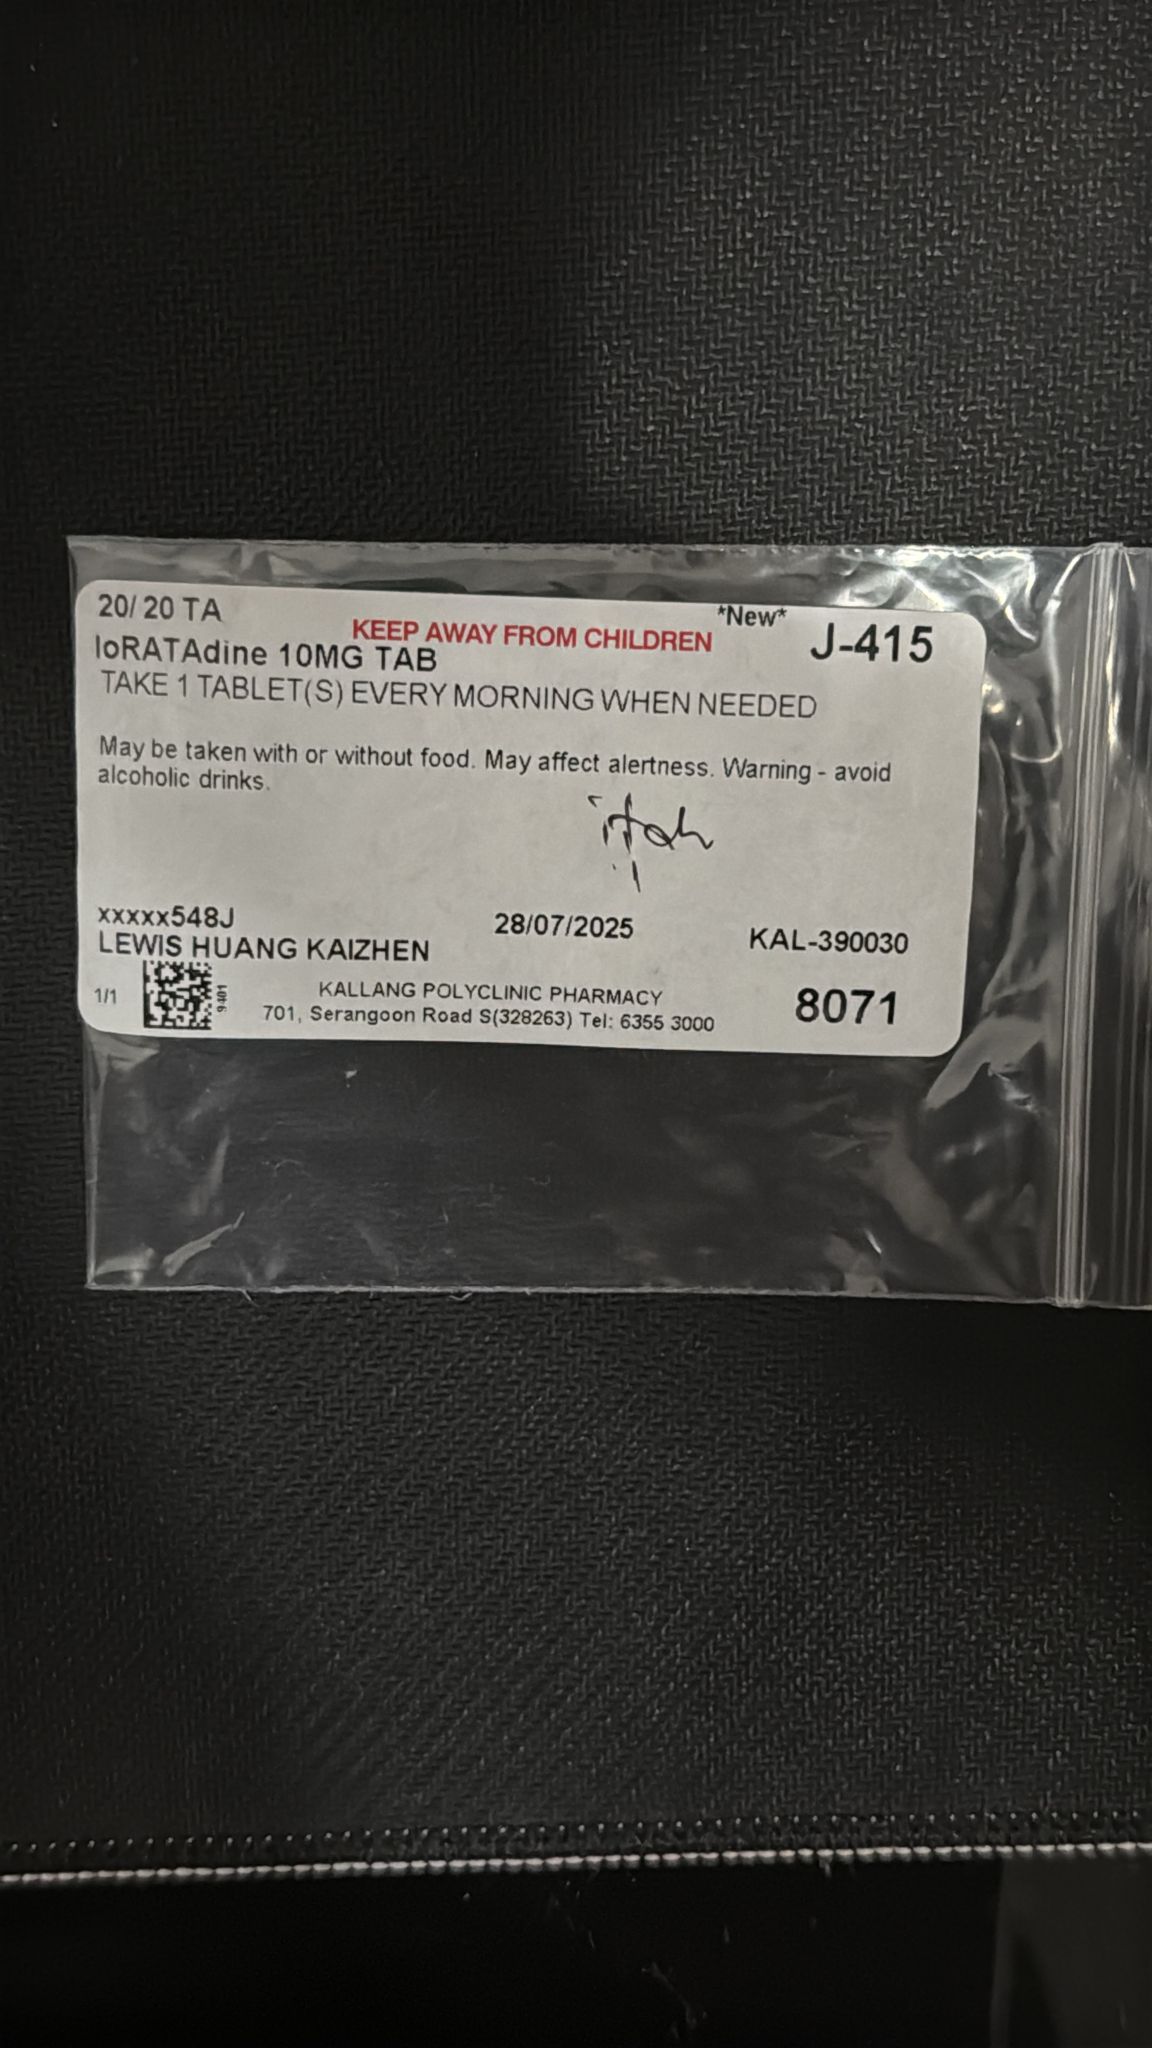 20/ 20 TA
*New*
J-415
KEEP AWAY FROM CHILDREN
loRATAdine 10MG TAB
TAKE 1 TABLET(S) EVERY MORNING WHEN NEEDED
May be taken with or without food. May affect alertness. Warning - avoid
alcoholic drinks.
itch
xxxxx548J
28/07/2025
KAL-390030
LEWIS HUANG KAIZHEN
1/1
9401
KALLANG POLYCLINIC PHARMACY
8071
701, Serangoon Road S(328263) Tel: 6355 3000